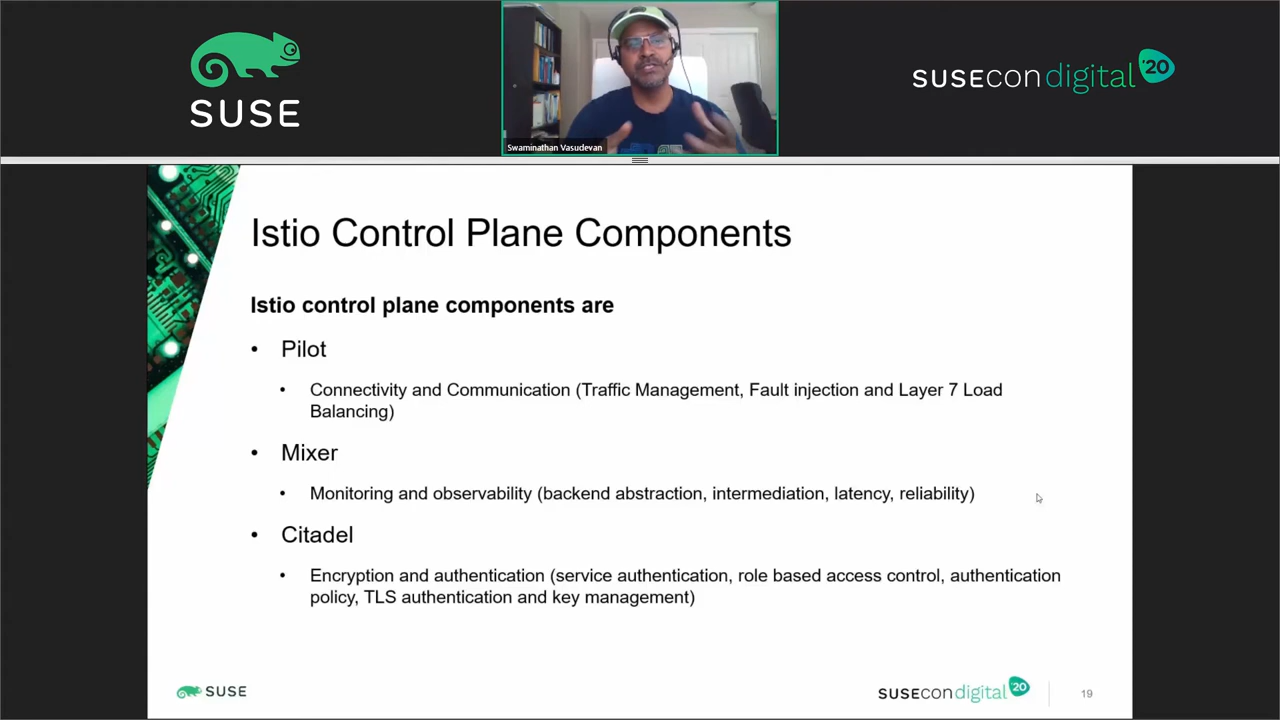 SUSE
SUSECON digital '20
Swaminathan Vasudevan
Istio Control Plane Components
Istio control plane components are
• Pilot
• Connectivity and Communication (Traffic Management, Fault injection and Layer 7 Load
Balancing)
• Mixer
• Monitoring and observability (backend abstraction, intermediation, latency, reliability)
• Citadel
• Encryption and authentication (service authentication, role based access control, authentication
policy, TLS authentication and key management)
SUSE
SUSECON digital '20
19